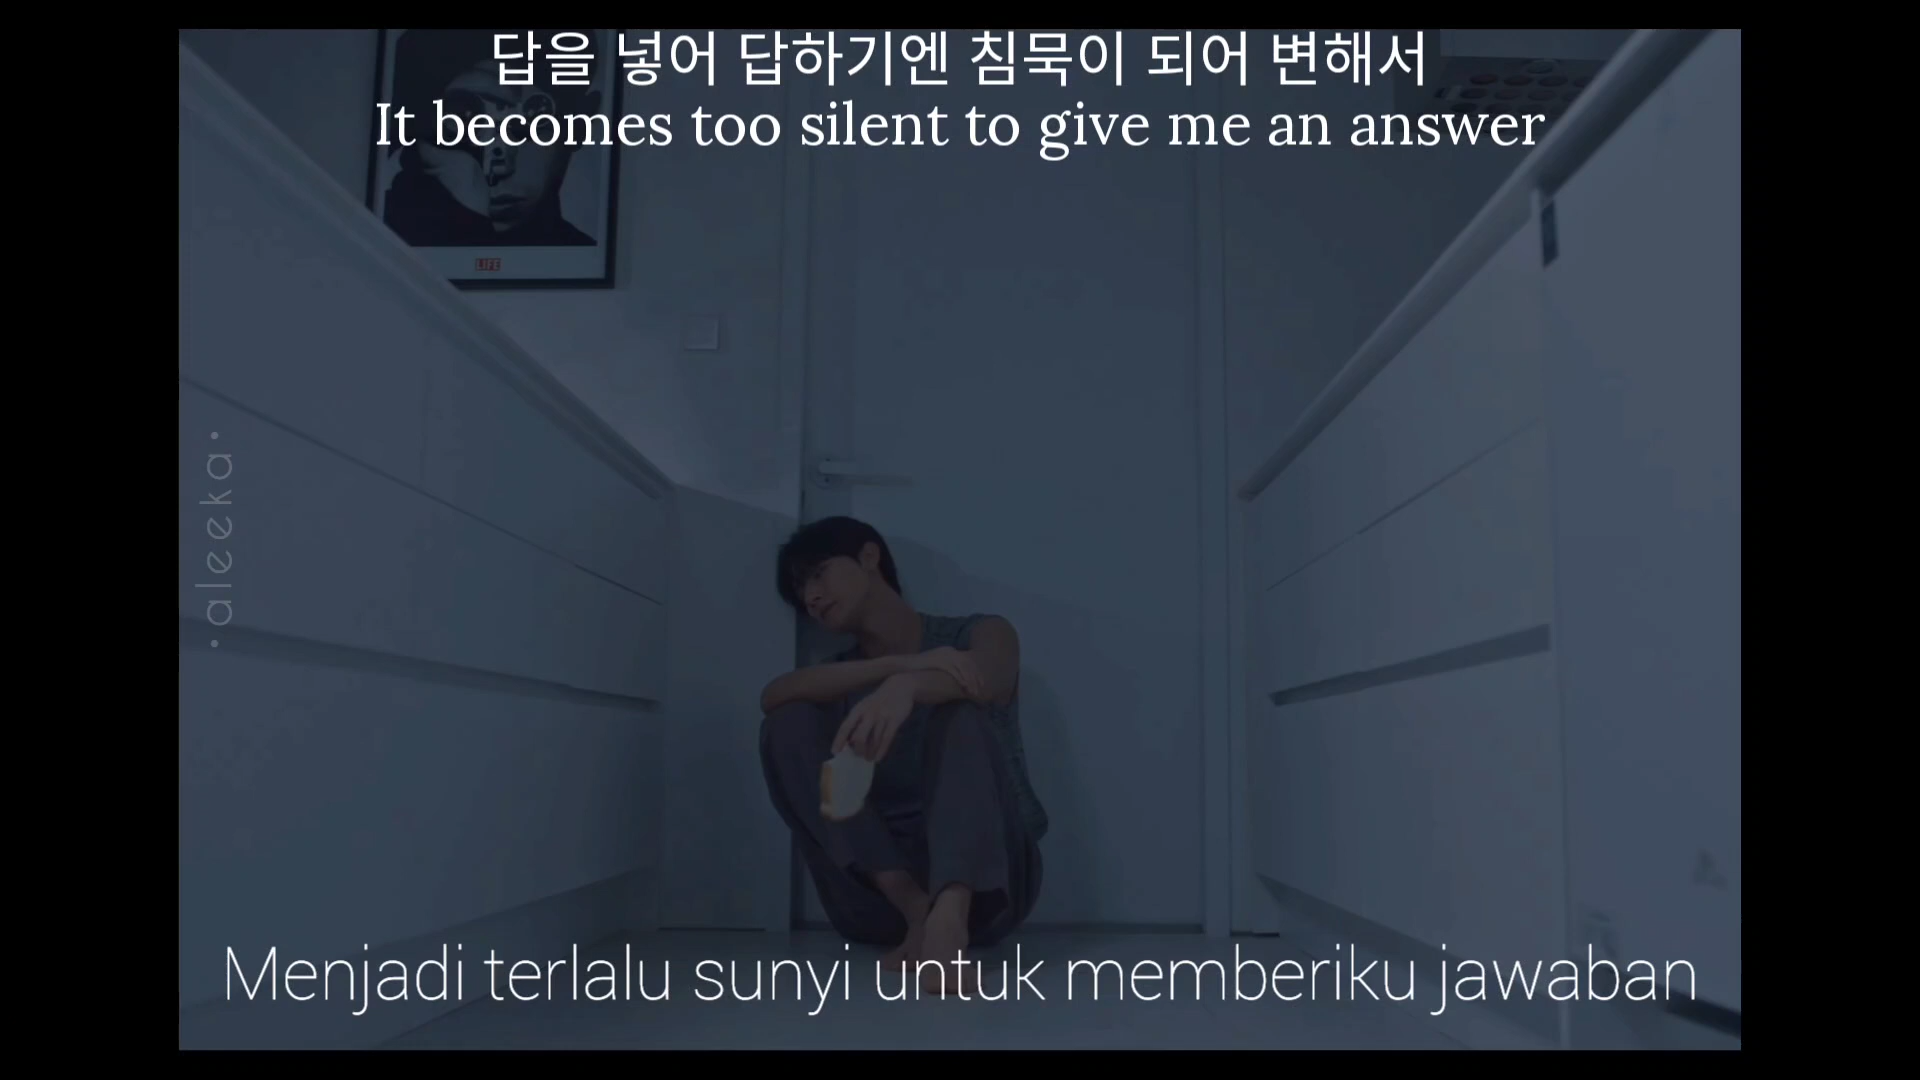 답을 넣어 답하기엔 침묵이 되어 변해서
It becomes too silent to give me an answer
LIFE
•aleeka•
Menjadi terlalu sunyi untuk memberiku jawaban